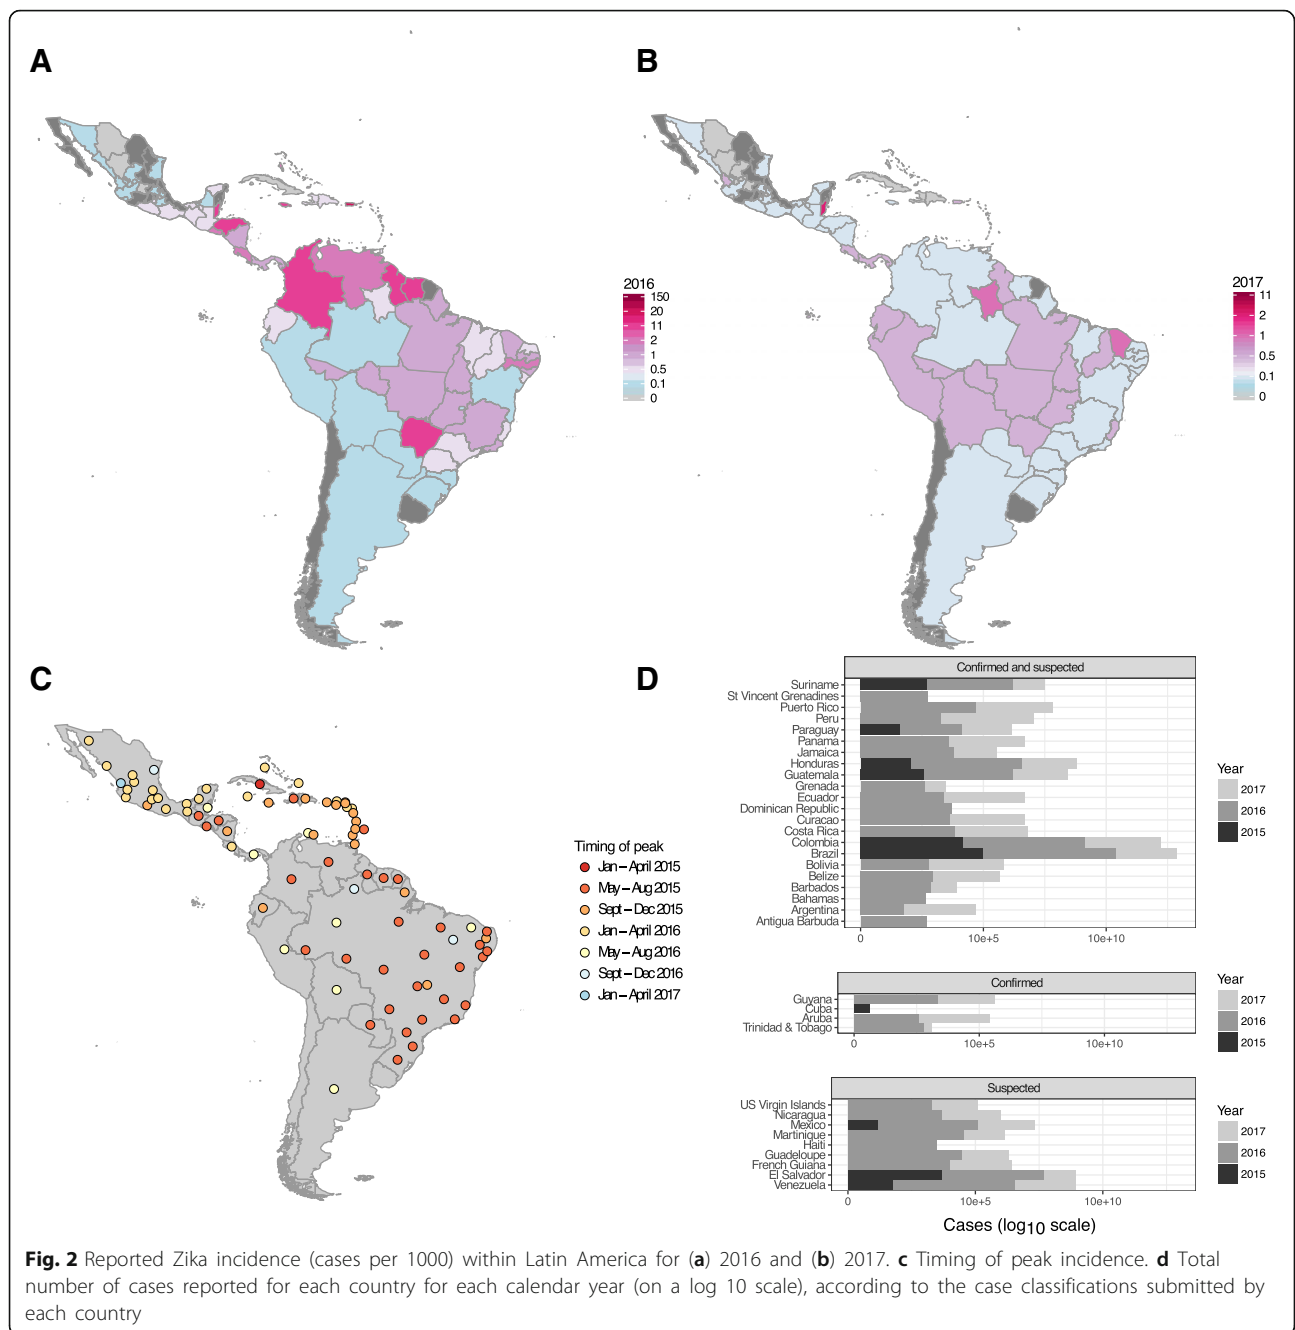 A
B
2016
150
20
11
2
1
0.5
0.1
0
2017
11
2
1
0.5
0.1
0
C
Timing of peak
Jan – April 2015
May – Aug 2015
Sept – Dec 2015
Jan – April 2016
May – Aug 2016
Sept – Dec 2016
Jan – April 2017
D
Confirmed and suspected
Suriname
St Vincent Grenadines
Puerto Rico
Peru
Paraguay
Panama
Jamaica
Honduras
Guatemala
Grenada
Ecuador
Dominican Republic
Curacao
Costa Rica
Colombia
Brazil
Bolivia
Belize
Barbados
Bahamas
Argentina
Antigua Barbuda
0 10e+5 10e+10
Year
2017
2016
2015
Confirmed
Guyana
Cuba
Aruba
Trinidad & Tobago
0 10e+5 10e+10
Year
2017
2016
2015
Suspected
US Virgin Islands
Nicaragua
Mexico
Martinique
Haiti
Guadeloupe
French Guiana
El Salvador
Venezuela
0 10e+5 10e+10
Year
2017
2016
2015
Cases (log10 scale)
Fig. 2 Reported Zika incidence (cases per 1000) within Latin America for (a) 2016 and (b) 2017. c Timing of peak incidence. d Total
number of cases reported for each country for each calendar year (on a log 10 scale), according to the case classifications submitted by
each country